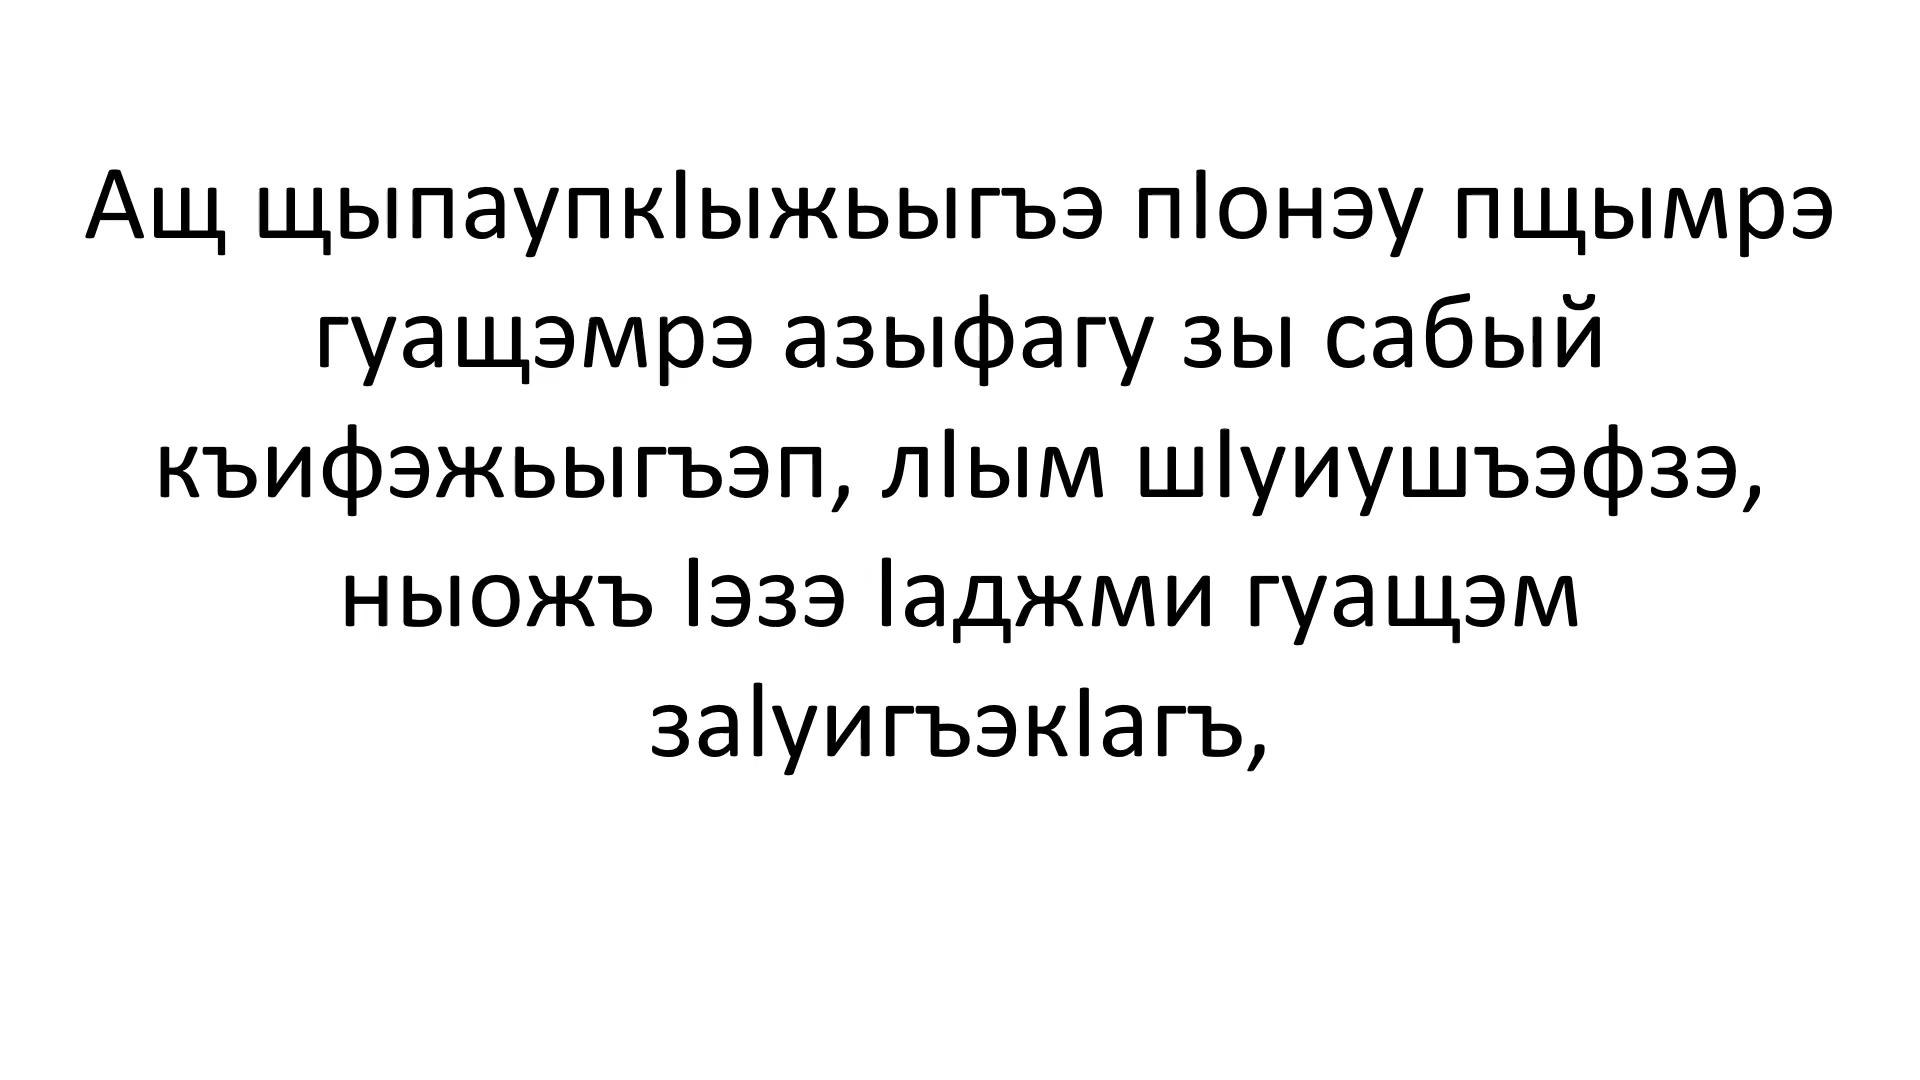 Ащ щыпаупкIыжьыгъэ пIонэу пщымрэ
гуащэмрэ азыфагу зы сабый
къифэжьыгъэп, лIым шIуиушъэфзэ,
ныожъ Iэзэ Iаджми гуащэм
заIуигъэкIагъ,